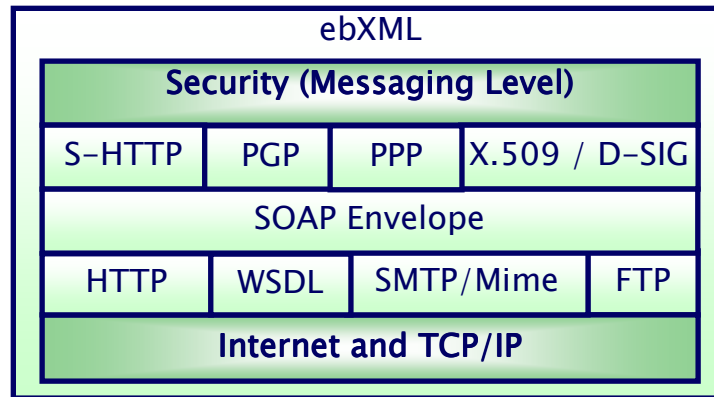 ebXML
Security (Messaging Level)
S-HTTP PGP PPP X.509 / D-SIG
SOAP Envelope
HTTP WSDL SMTP/Mime FTP
Internet and TCP/IP